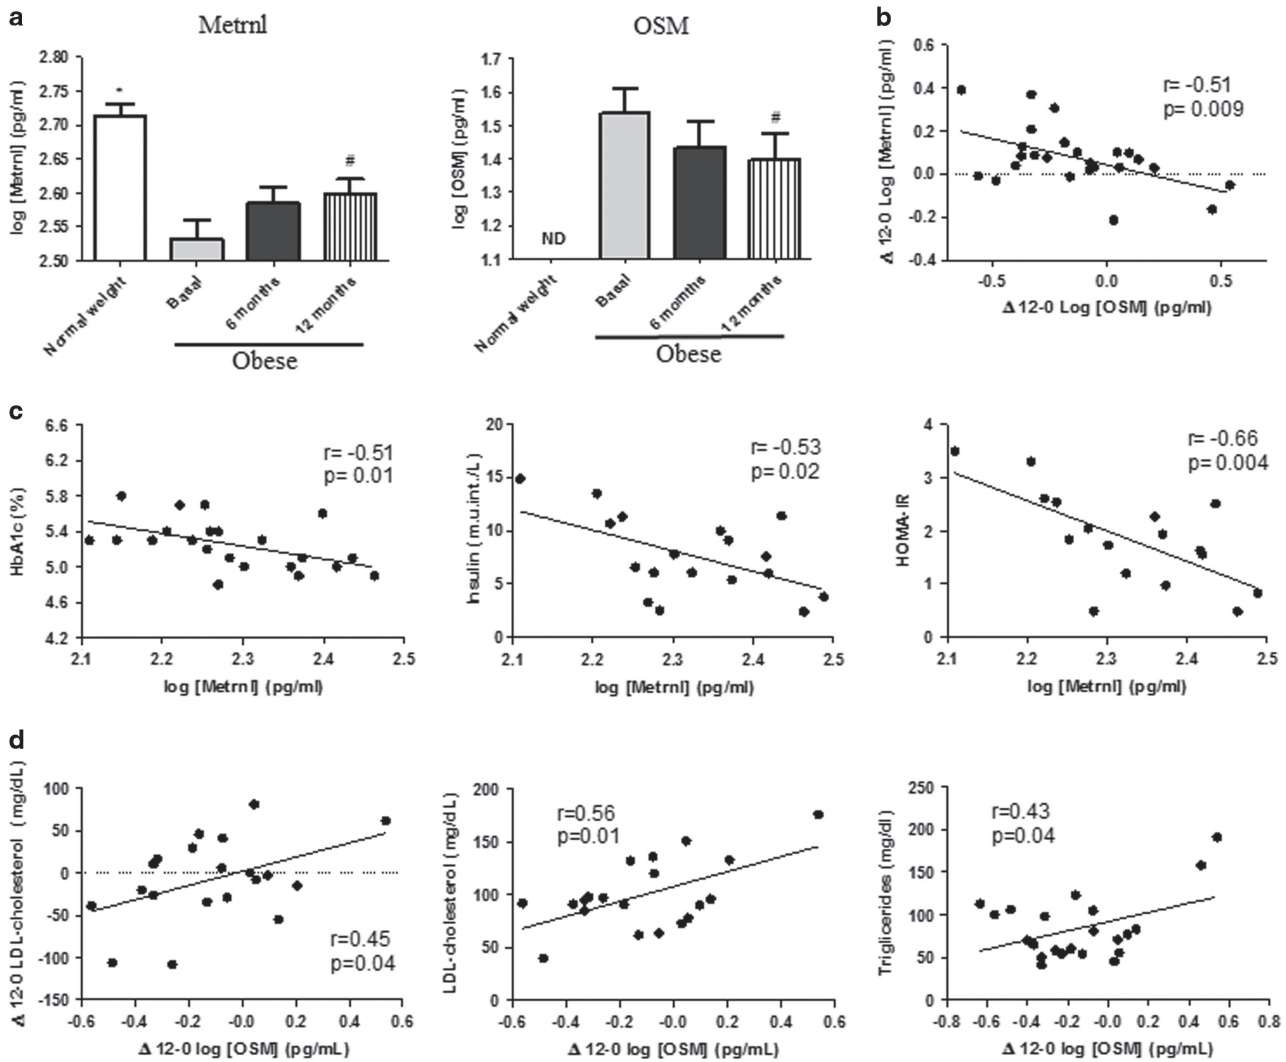 a
Metrnl
log [Metrnl] (pg/ml)
2.80
2.75
2.70
2.65
2.60
2.55
2.50
*
#
Normal weight
Basal
6 months
12 months
Obese
OSM
log [OSM] (pg/ml)
1.7
1.6
1.5
1.4
1.3
1.2
1.1
ND
#
Normal weight
Basal
6 momths
12 months
Obese
b
Δ 12-0 Log [Metrnl] (pg/ml)
0.6
0.4
0.2
0.0
-0.2
-0.4
r= -0.51
p= 0.009
-0.5
0.0
0.5
Δ 12-0 Log [OSM] (pg/ml)
c
HbA1c (%)
6.6
6.2
5.8
5.4
5.0
4.6
4.2
r= -0.51
p= 0.01
2.1
2.2
2.3
2.4
2.5
log [Metrnl] (pg/ml)
Insulin (m.u.int./L)
20
15
10
5
0
r= -0.53
p= 0.02
2.1
2.2
2.3
2.4
2.5
log [Metrnl] (pg/ml)
HOMA-IR
4
3
2
1
0
r= -0.66
p= 0.004
2.1
2.2
2.3
2.4
2.5
log [Metrnl] (pg/ml)
d
Δ 12-0 LDL-cholesterol (mg/dL)
100
50
0
-50
-100
-150
r=0.45
p=0.04
-0.6
-0.4
-0.2
-0.0
0.2
0.4
0.6
Δ 12-0 log [OSM] (pg/mL)
LDL-cholesterol (mg/dL)
200
150
100
50
0
r=0.56
p=0.01
-0.6
-0.4
-0.2
-0.0
0.2
0.4
0.6
Δ 12-0 log [OSM] (pg/mL)
Triglicerides (mg/dl)
250
200
150
100
50
0
r=0.43
p=0.04
-0.8
-0.6
-0.4
-0.2
-0.0
0.2
0.4
0.6
0.8
Δ 12-0 log [OSM] (pg/mL)